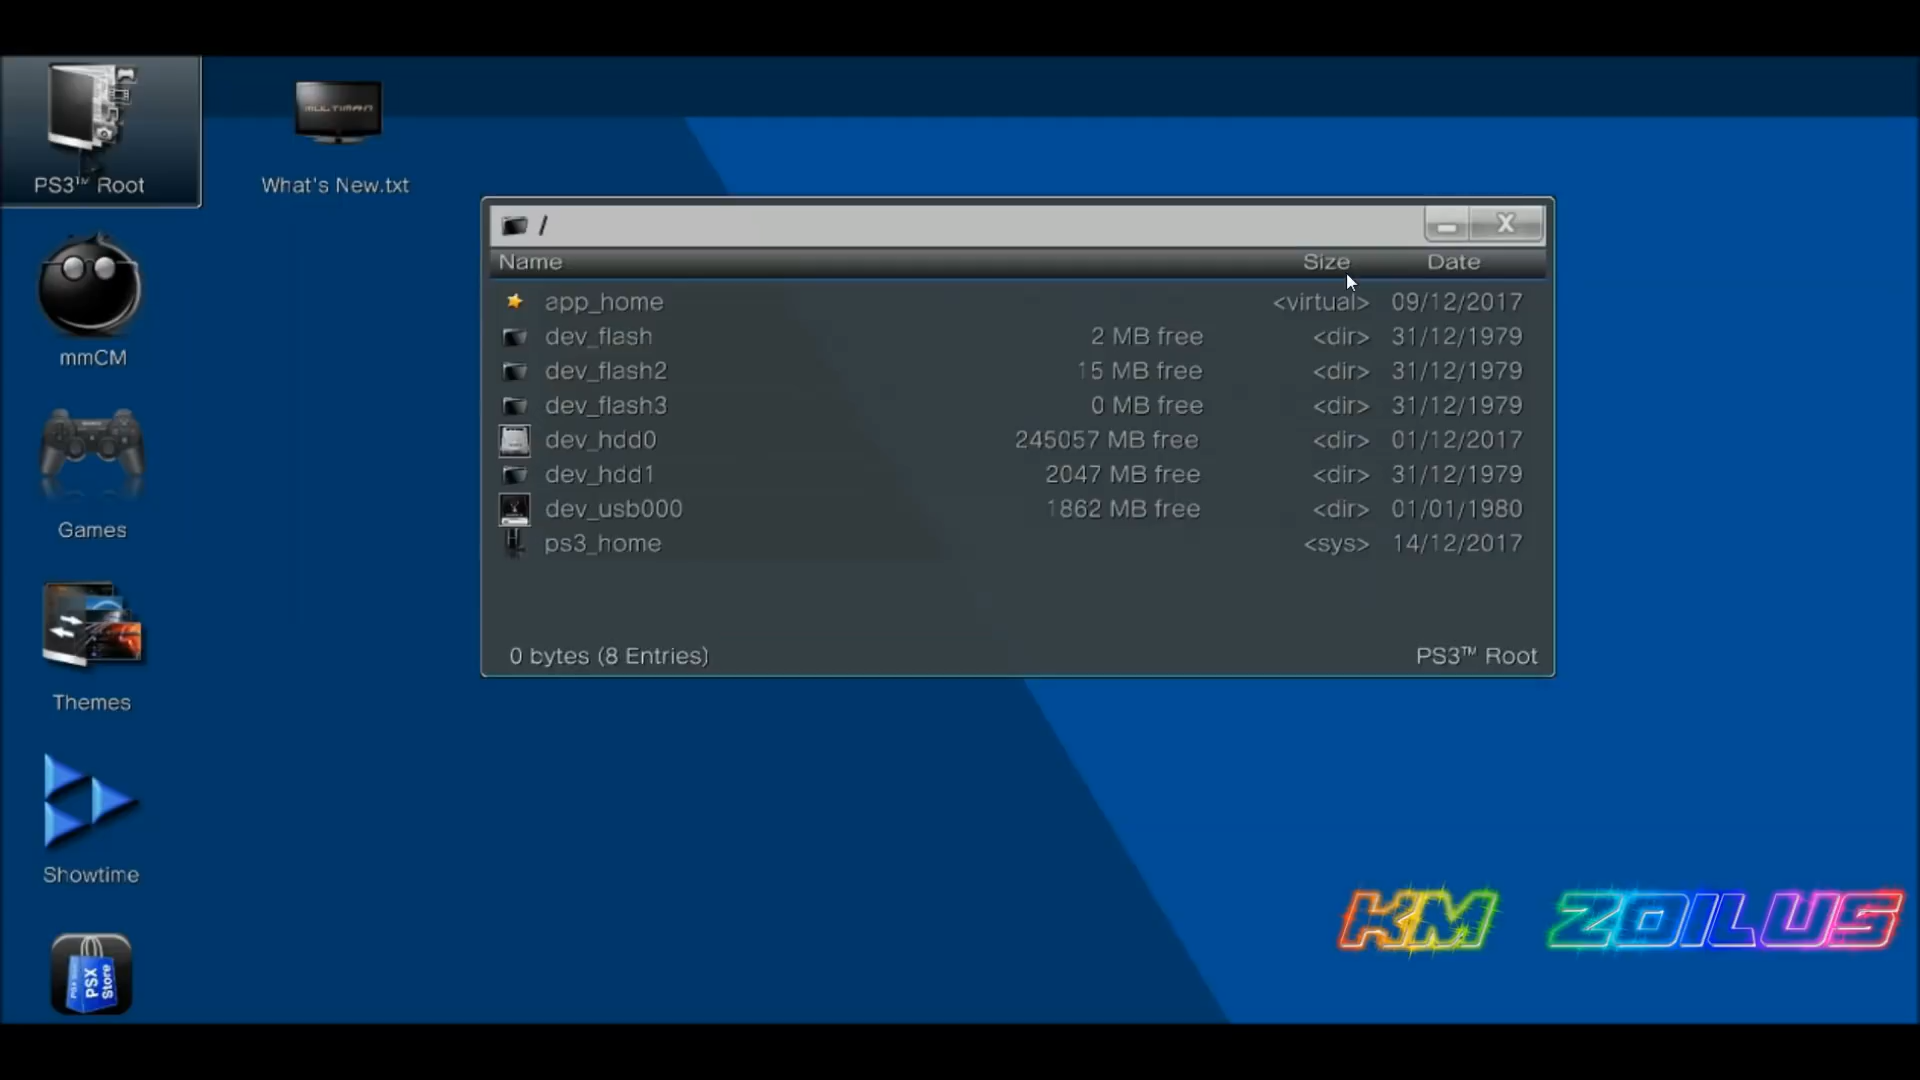 PS3™ Root
MULTIMAN
What's New.txt
mmCM
Games
Themes
Showtime
PSX Store
/
X
Name Size Date
app_home <virtual> 09/12/2017
dev_flash 2 MB free <dir> 31/12/1979
dev_flash2 15 MB free <dir> 31/12/1979
dev_flash3 0 MB free <dir> 31/12/1979
dev_hdd0 245057 MB free <dir> 01/12/2017
dev_hdd1 2047 MB free <dir> 31/12/1979
dev_usb000 1862 MB free <dir> 01/01/1980
ps3_home <sys> 14/12/2017
0 bytes (8 Entries) PS3™ Root
KM ZOILUS